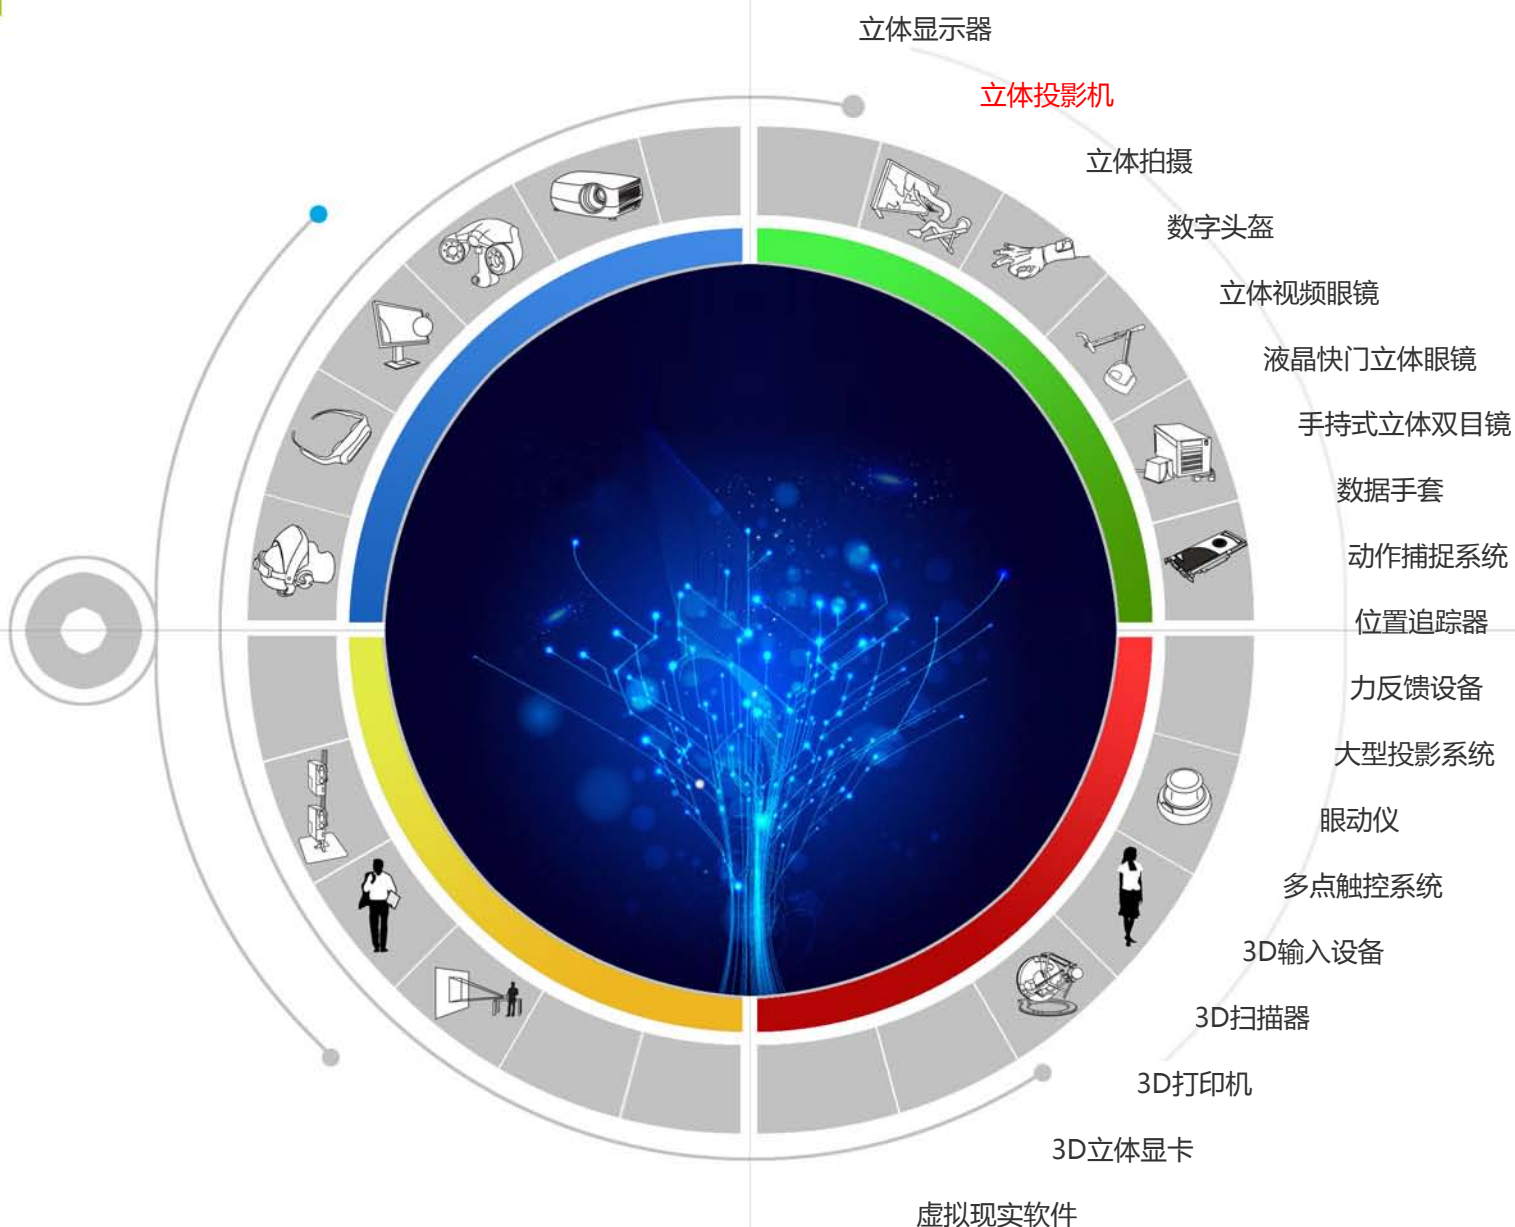 立体显示器
立体投影机
立体拍摄
数字头盔
立体视频眼镜
液晶快门立体眼镜
手持式立体双目镜
数据手套
动作捕捉系统
位置追踪器
力反馈设备
大型投影系统
眼动仪
多点触控系统
3D输入设备
3D扫描器
3D打印机
3D立体显卡
虚拟现实软件